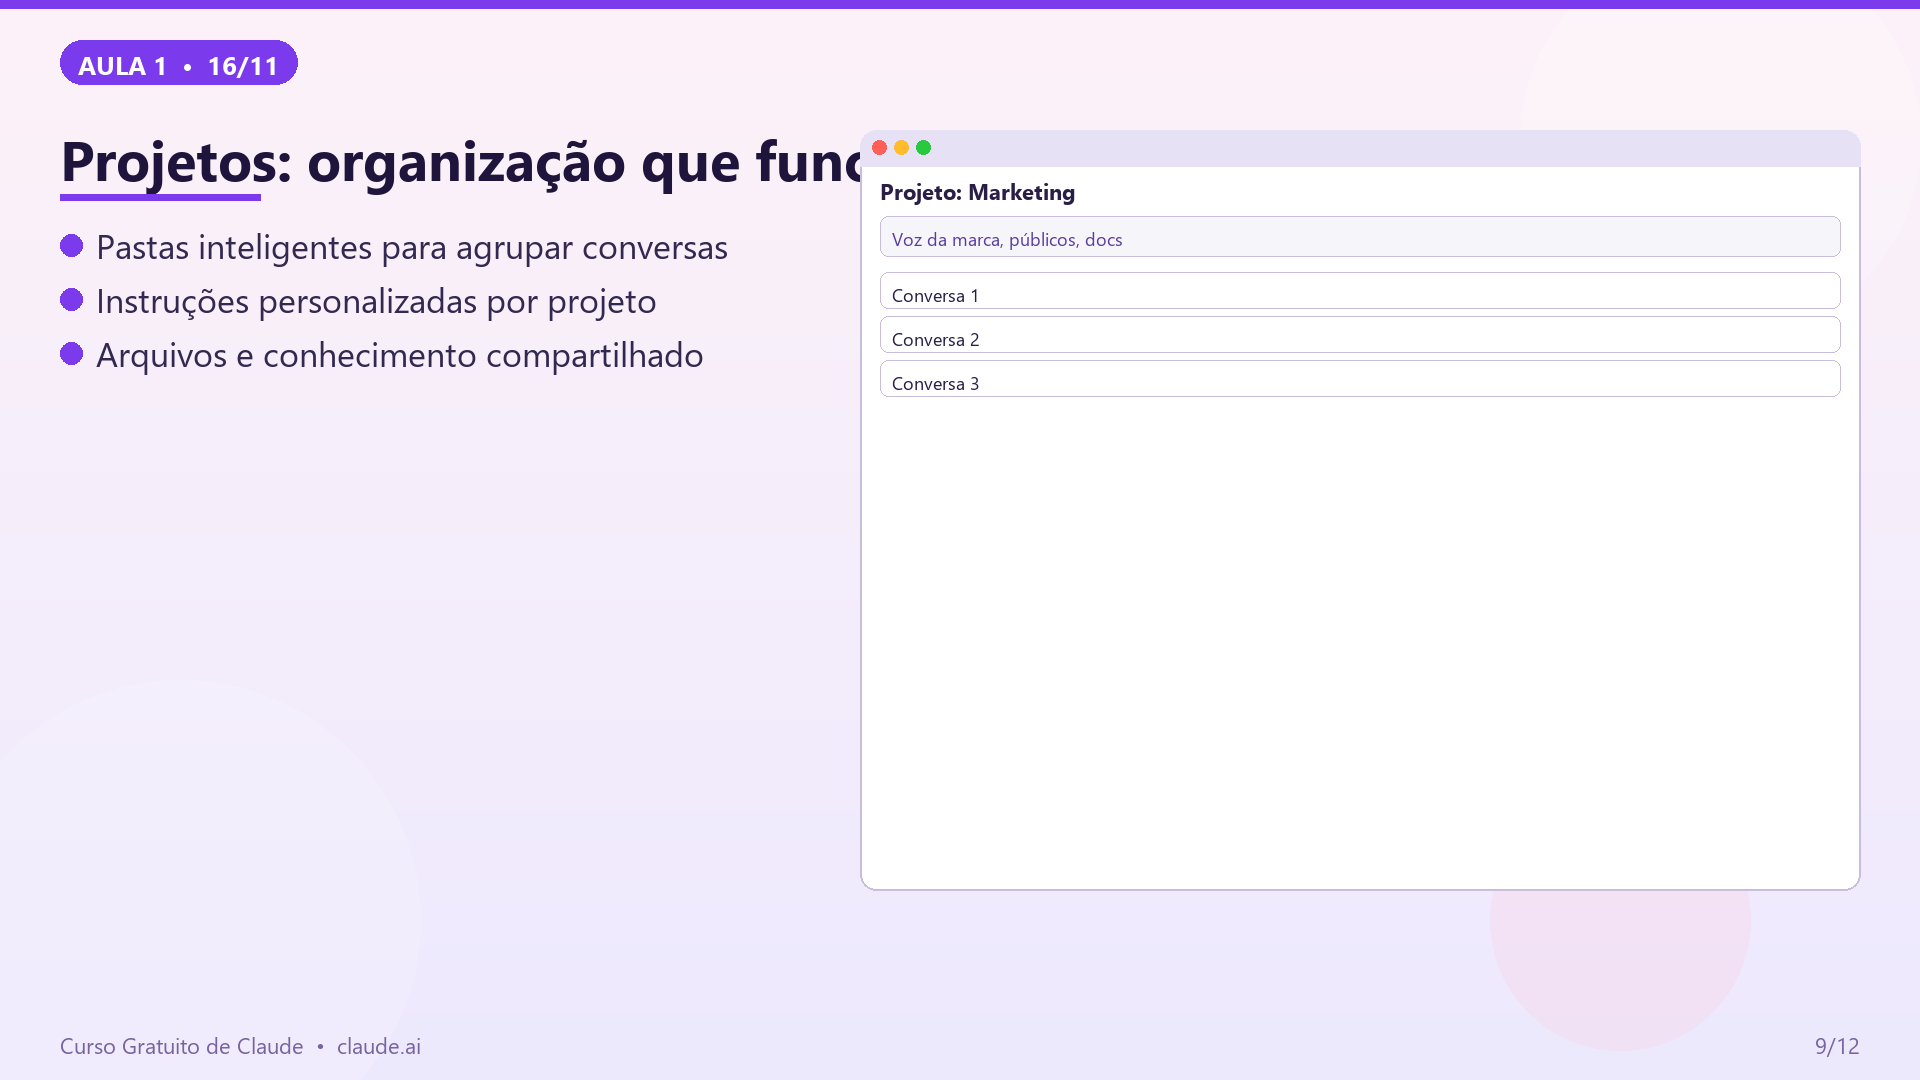 AULA 1 • 16/11
Projetos: organização que func
Pastas inteligentes para agrupar conversas
Instruções personalizadas por projeto
Arquivos e conhecimento compartilhado
Projeto: Marketing
Voz da marca, públicos, docs
Conversa 1
Conversa 2
Conversa 3
Curso Gratuito de Claude • claude.ai
9/12